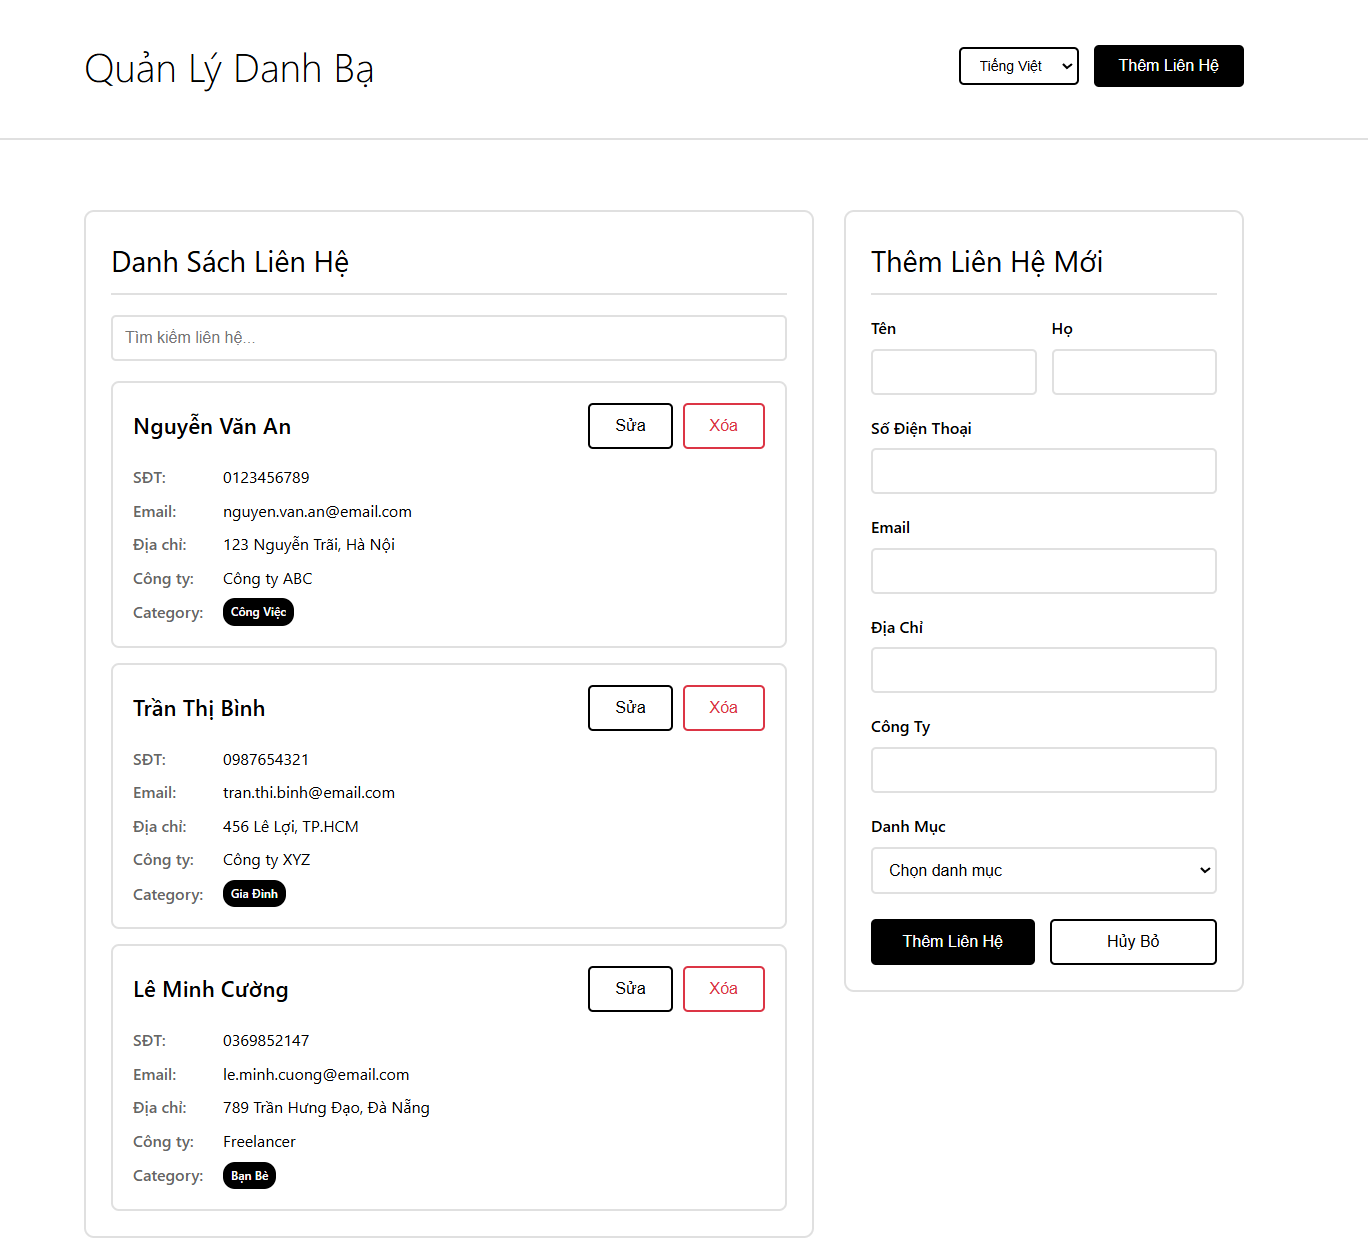 Quản Lý Danh Bạ
Tiếng Việt
Thêm Liên Hệ
Danh Sách Liên Hệ
Tìm kiếm liên hệ...
Nguyễn Văn An
Sửa
Xóa
SĐT: 0123456789
Email: nguyen.van.an@email.com
Địa chỉ: 123 Nguyễn Trãi, Hà Nội
Công ty: Công ty ABC
Category: Công Việc
Trần Thị Bình
Sửa
Xóa
SĐT: 0987654321
Email: tran.thi.binh@email.com
Địa chỉ: 456 Lê Lợi, TP.HCM
Công ty: Công ty XYZ
Category: Gia Đình
Lê Minh Cường
Sửa
Xóa
SĐT: 0369852147
Email: le.minh.cuong@email.com
Địa chỉ: 789 Trần Hưng Đạo, Đà Nẵng
Công ty: Freelancer
Category: Bạn Bè
Thêm Liên Hệ Mới
Tên
Họ
Số Điện Thoại
Email
Địa Chỉ
Công Ty
Danh Mục
Chọn danh mục
Thêm Liên Hệ
Hủy Bỏ